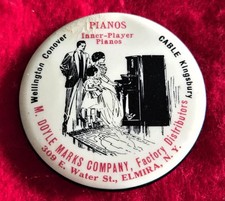 PIANOS
Inner-Player
Pianos
Wellington Conover
CABLE Kingsbury
M. DOYLE MARKS COMPANY, Factory Distributors
309 E. Water St., ELMIRA, N. Y.